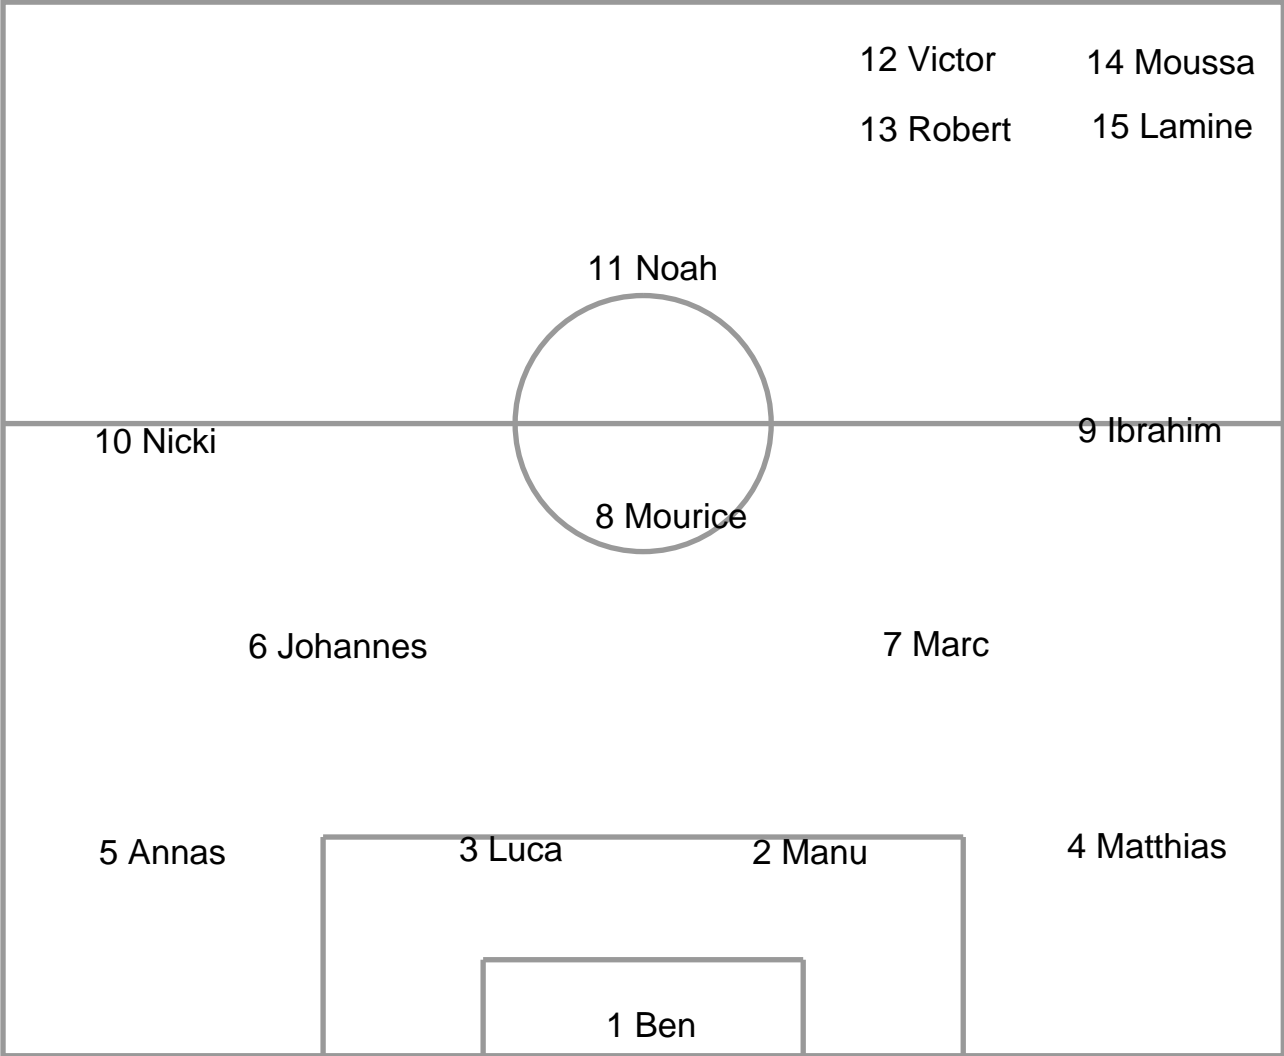 12 Victor
14 Moussa
13 Robert
15 Lamine
11 Noah
10 Nicki
9 Ibrahim
8 Mourice
6 Johannes
7 Marc
5 Annas
3 Luca
2 Manu
4 Matthias
1 Ben